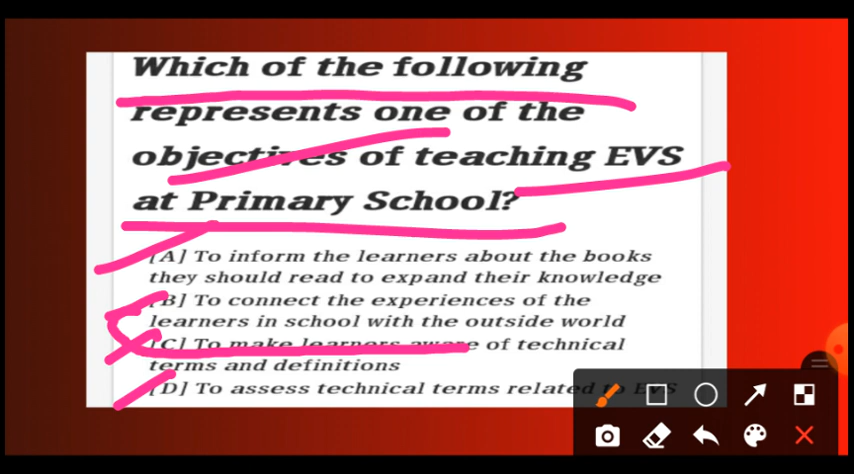 Which of the following
represents one of the
objectives of teaching EVS
at Primary School?
[A] To inform the learners about the books
they should read to expand their knowledge
[B] To connect the experiences of the
learners in school with the outside world
[C] To make learners aware of technical
terms and definitions
[D] To assess technical terms related to EVS